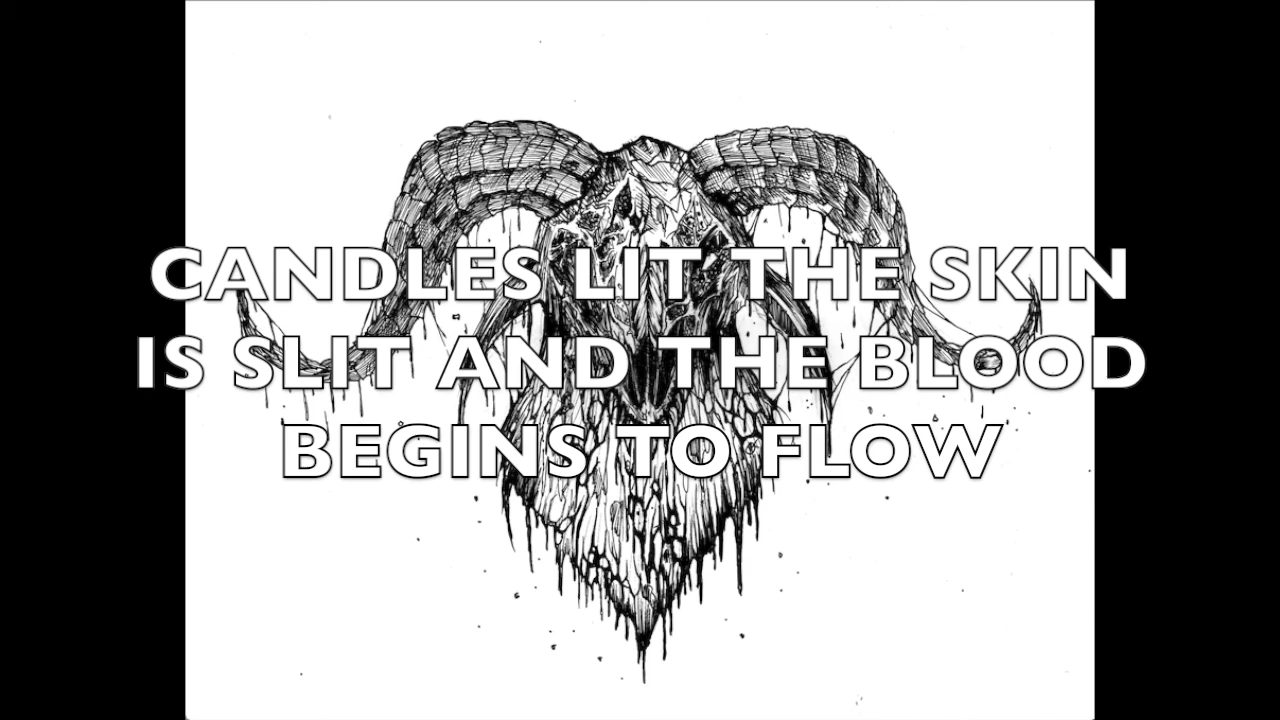 CANDLES LIT THE SKIN
IS SLIT AND THE BLOOD
BEGINS TO FLOW